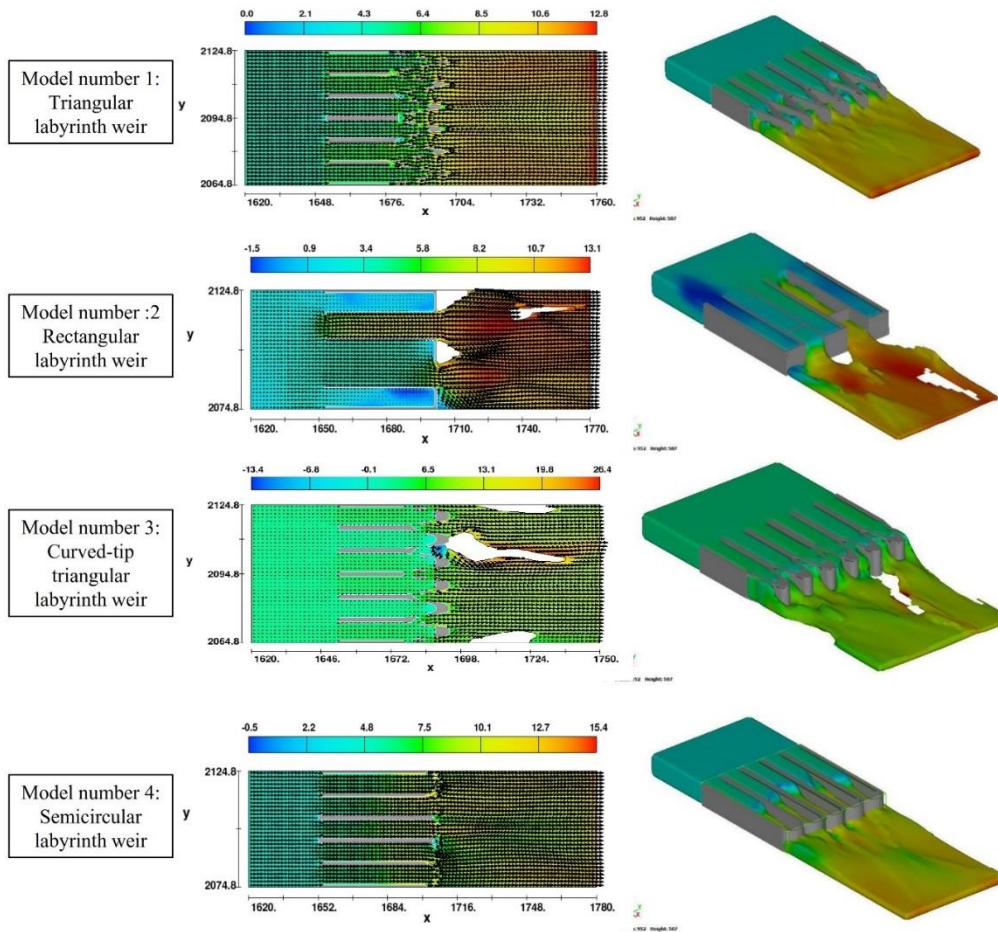 0.0 2.1 4.3 6.4 8.5 10.6 12.8
Model number 1:
Triangular
labyrinth weir
y
2124.8
2094.8
2064.8
1620. 1648. 1676. 1704. 1732. 1760.
x
-1.5 0.9 3.4 5.8 8.2 10.7 13.1
Model number :2
Rectangular
labyrinth weir
y
2124.8
2074.8
1620. 1650. 1680. 1710. 1740. 1770.
x
-13.4 -6.8 -0.1 6.5 13.1 19.8 26.4
Model number 3:
Curved-tip
triangular
labyrinth weir
y
2124.8
2094.8
2064.8
1620. 1646. 1672. 1698. 1724. 1750.
x
-0.5 2.2 4.8 7.5 10.1 12.7 15.4
Model number 4:
Semicircular
labyrinth weir
y
2124.8
2074.8
1620. 1652. 1684. 1716. 1748. 1780.
x